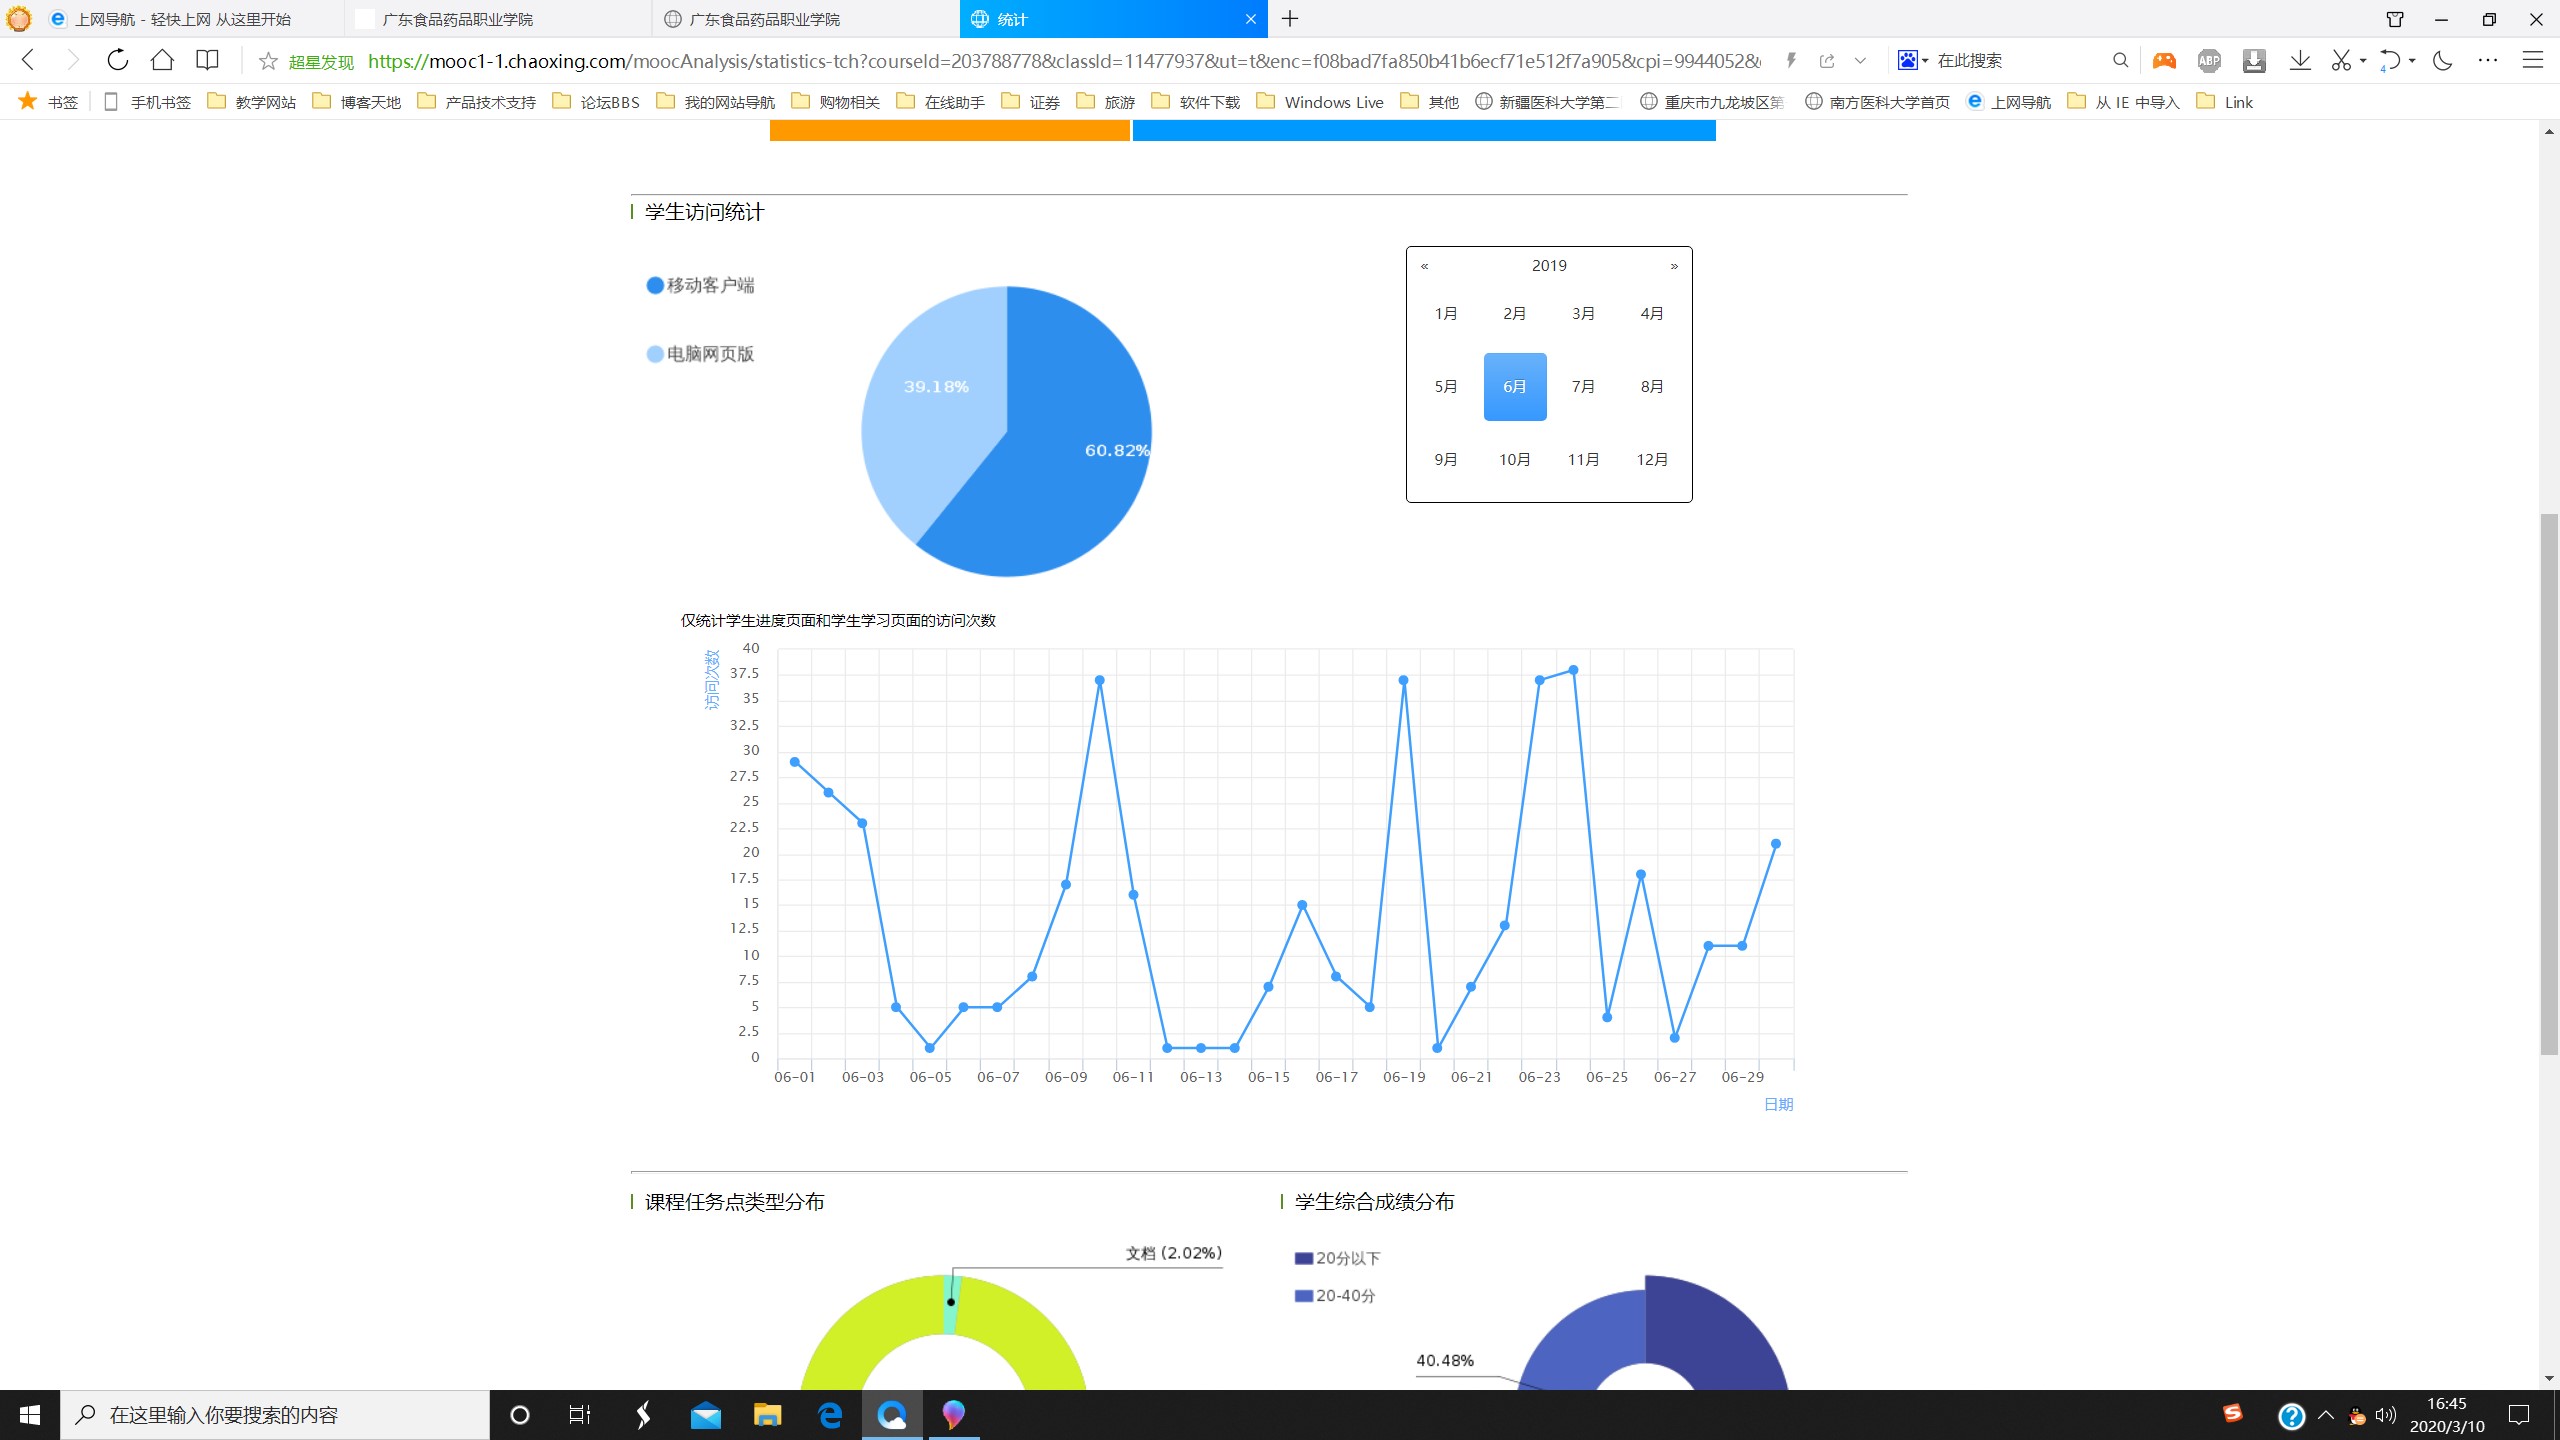 上网导航 - 轻快上网 从这里开始
广东食品药品职业学院
广东食品药品职业学院
统计
超星发现 https://mooc1-1.chaoxing.com/moocAnalysis/statistics-tch?courseId=203788778&classId=11477937&ut=t&enc=f08bad7fa850b41b6ecf71e512f7a905&cpi=9944052&
在此搜索
ABP
4
书签 手机书签 教学网站 博客天地 产品技术支持 论坛BBS 我的网站导航 购物相关 在线助手 证券 旅游 软件下载 Windows Live 其他 新疆医科大学第二 重庆市九龙坡区第 南方医科大学首页 上网导航 从 IE 中导入 Link
学生访问统计
移动客户端
电脑网页版
39.18%
60.82%
« 2019 »
1月 2月 3月 4月
5月 6月 7月 8月
9月 10月 11月 12月
仅统计学生进度页面和学生学习页面的访问次数
访问次数
40
37.5
35
32.5
30
27.5
25
22.5
20
17.5
15
12.5
10
7.5
5
2.5
0
06-01 06-03 06-05 06-07 06-09 06-11 06-13 06-15 06-17 06-19 06-21 06-23 06-25 06-27 06-29
日期
课程任务点类型分布
文档 (2.02%)
学生综合成绩分布
20分以下
20-40分
40.48%
在这里输入你要搜索的内容
16:45
2020/3/10